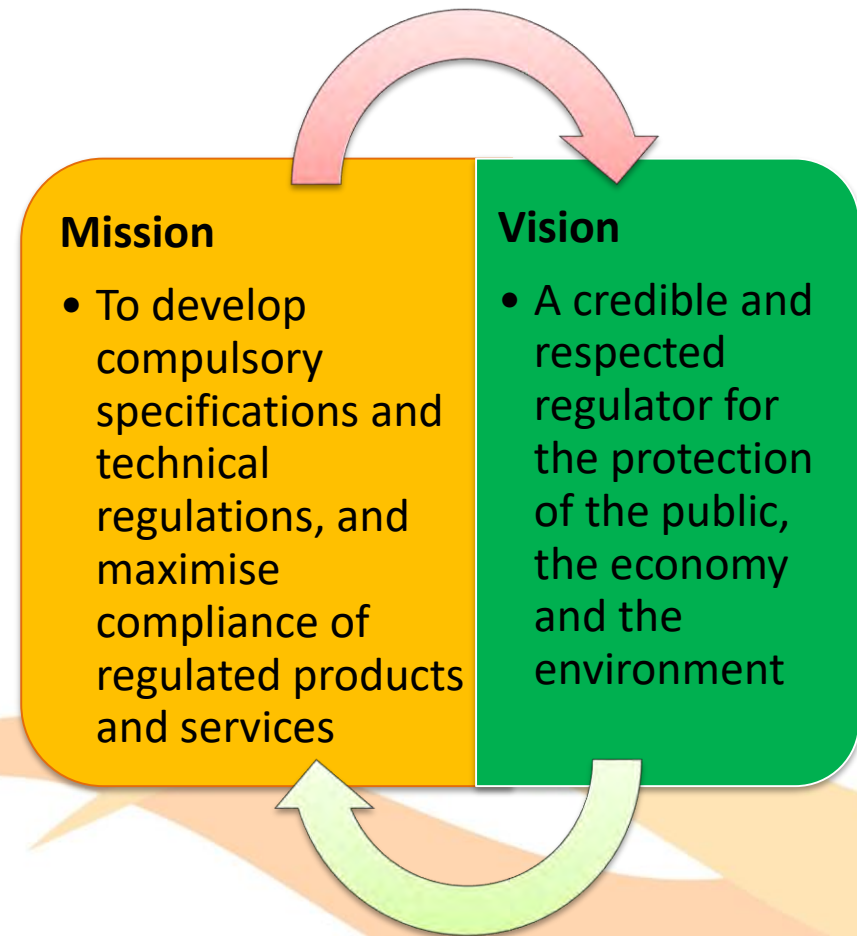 Mission
• To develop
compulsory
specifications and
technical
regulations, and
maximise
compliance of
regulated products
and services
Vision
• A credible and
respected
regulator for
the protection
of the public,
the economy
and the
environment